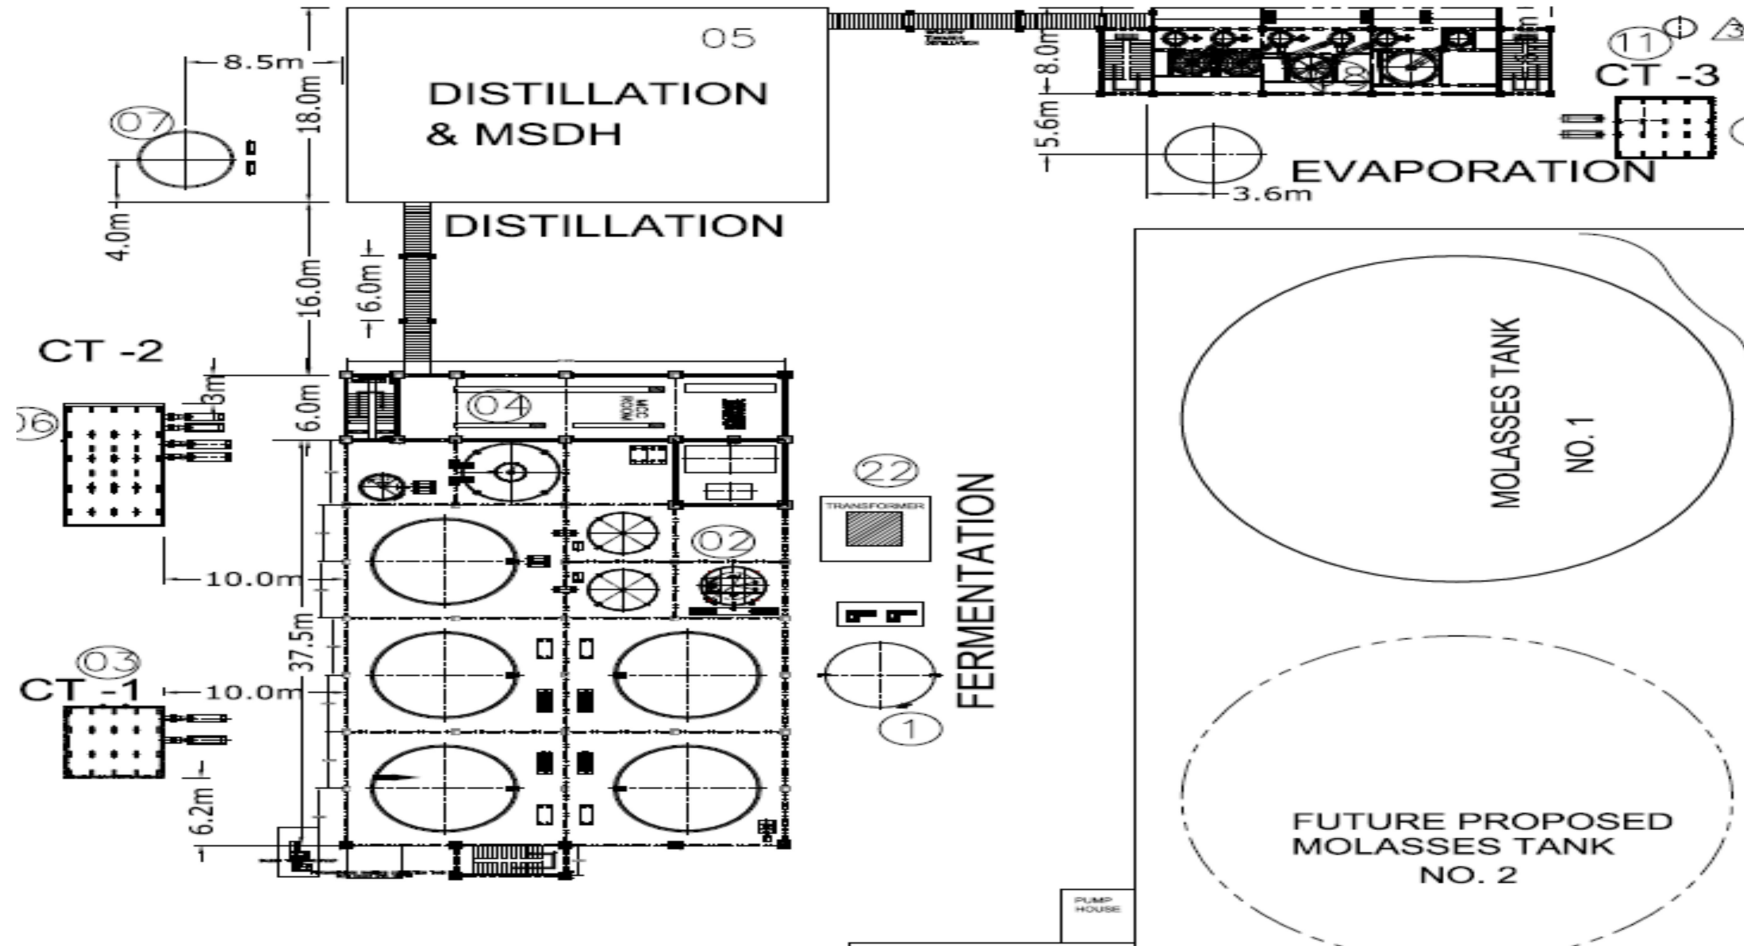 05
11
3
8.5m
DISTILLATION
& MSDH
18.0m
8.0m
CT -3
07
5.6m
EVAPORATION
3.6m
4.0m
DISTILLATION
16.0m
6.0m
CT -2
3m
6.0m
04
MCC
ROOM
06
MOLASSES TANK
NO. 1
22
TRANSFORMER
02
FERMENTATION
10.0m
37.5m
03
CT -1
10.0m
1
6.2m
FUTURE PROPOSED
MOLASSES TANK
NO. 2
PUMP
HOUSE